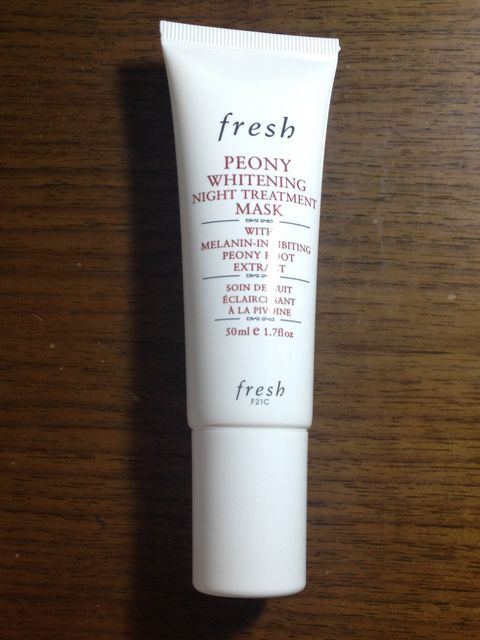 fresh
PEONY
WHITENING
NIGHT TREATMENT
MASK
WITH
MELANIN-INHIBITING
PEONY ROOT
EXTRACT
SOIN DE NUIT
ÉCLAIRCISSANT
À LA PIVOINE
50ml e 1.7fl oz
fresh
F21C